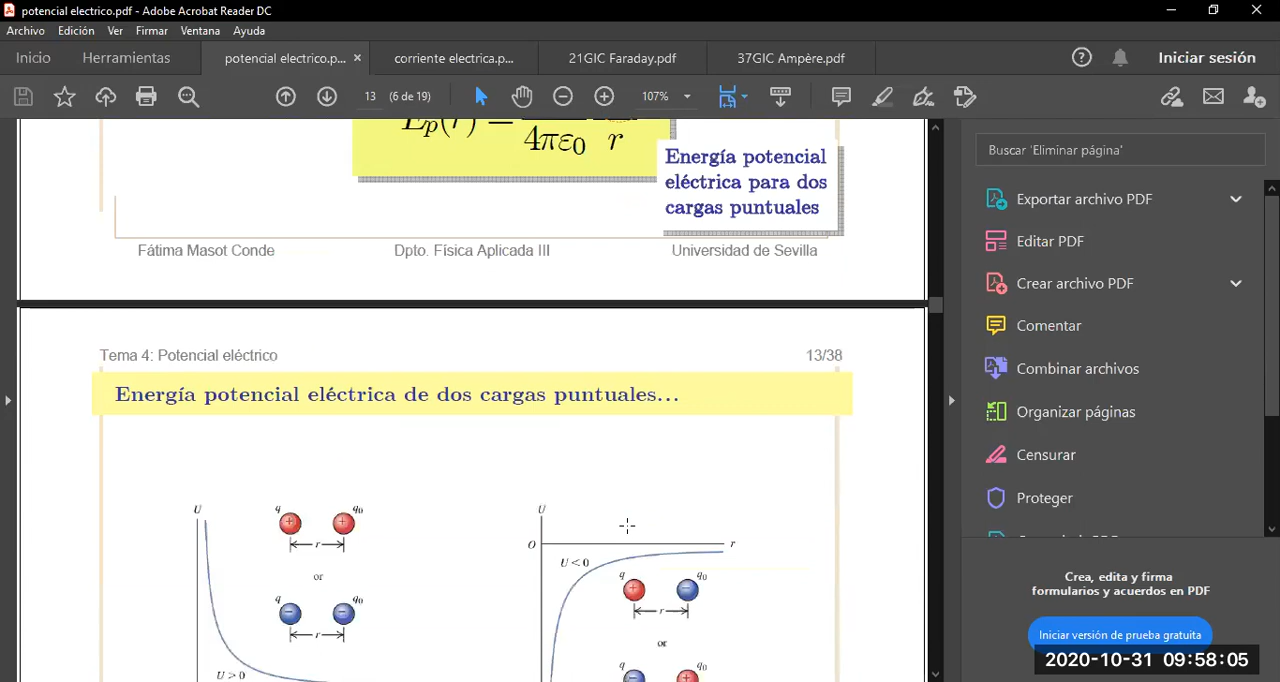 potencial electrico.pdf - Adobe Acrobat Reader DC
Archivo Edición Ver Firmar Ventana Ayuda
Inicio Herramientas potencial electrico.p... × corriente electrica.p... 21GIC Faraday.pdf 37GIC Ampère.pdf ? Iniciar sesión
13 (6 de 19) 107%
4πε₀ r
Energía potencial
eléctrica para dos
cargas puntuales
Fátima Masot Conde Dpto. Física Aplicada III Universidad de Sevilla
Tema 4: Potencial eléctrico 13/38
Energía potencial eléctrica de dos cargas puntuales...
U q q₀
+ +
r
or
q q₀
− −
r
U > 0
U
O r
U < 0
q q₀
+ −
r
or
q₀
− +
Buscar 'Eliminar página'
Exportar archivo PDF
Editar PDF
Crear archivo PDF
Comentar
Combinar archivos
Organizar páginas
Censurar
Proteger
Crea, edita y firma
formularios y acuerdos en PDF
Iniciar versión de prueba gratuita
2020-10-31 09:58:05